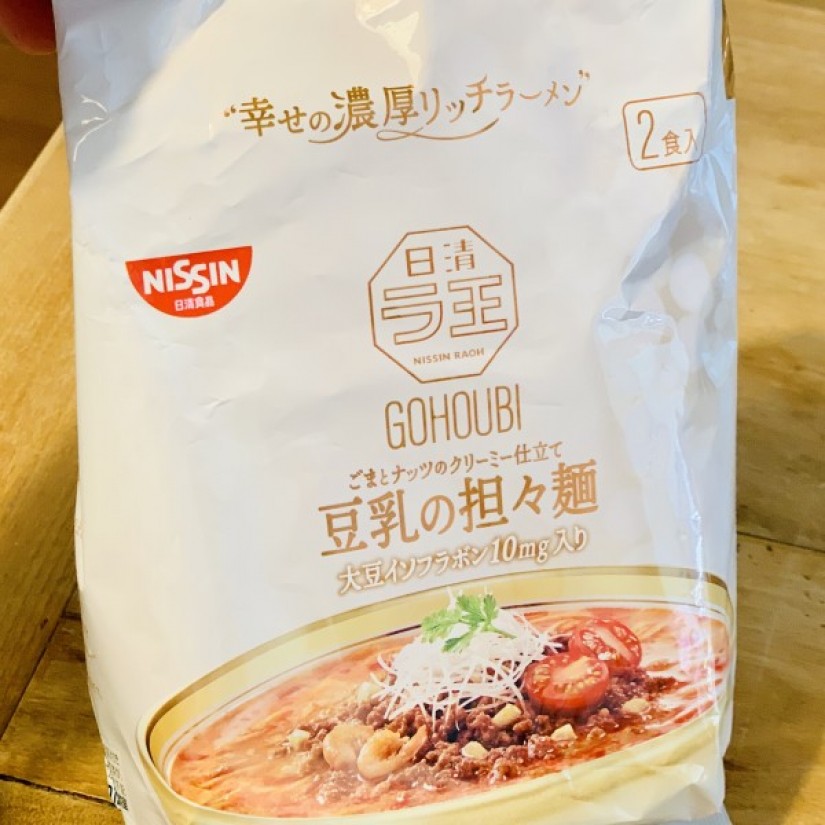 “幸せの濃厚リッチラーメン”
2食入
NISSIN
日清食品
日清
ラ王
NISSIN RAOH
GOHOUBI
ごまとナッツのクリーミー仕立て
豆乳の担々麺
大豆イソフラボン10mg入り